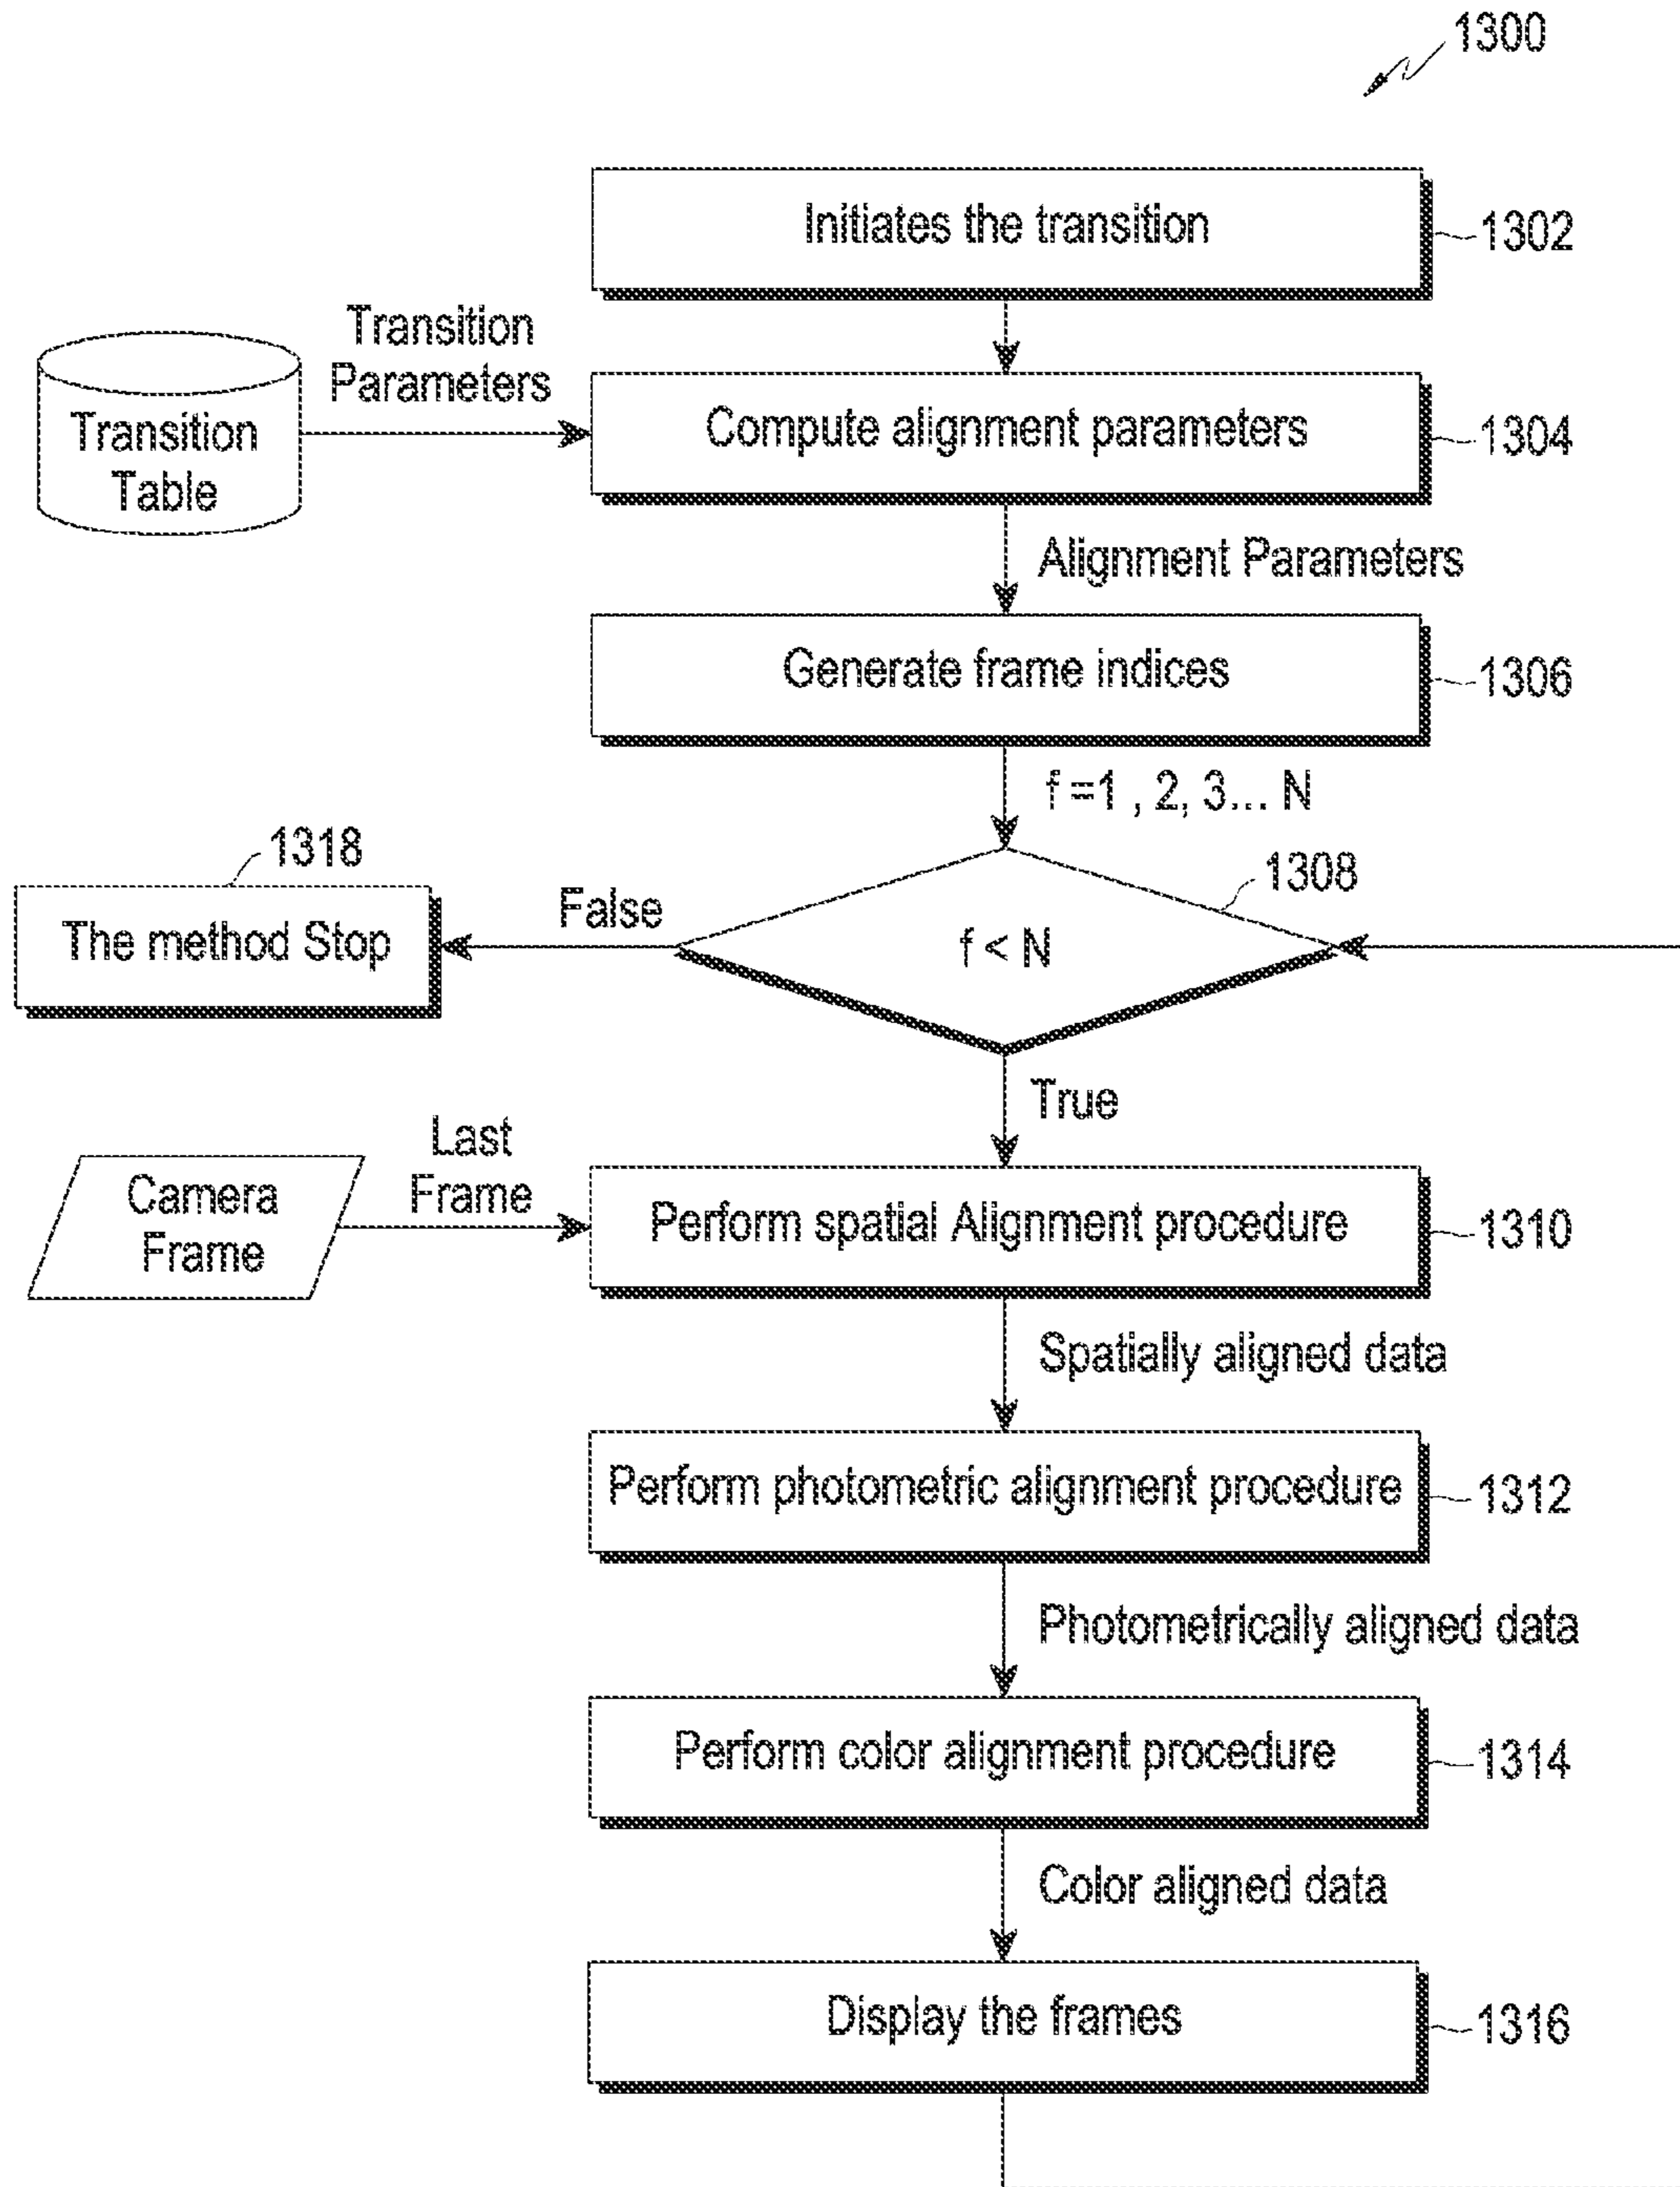 1300
Initiates the transition
1302
Transition
Parameters
Transition
Table
Compute alignment parameters
1304
Alignment Parameters
Generate frame indices
1306
f =1 , 2, 3... N
1318
The method Stop
False
1308
f < N
True
Camera
Frame
Last
Frame
Perform spatial Alignment procedure
1310
Spatially aligned data
Perform photometric alignment procedure
1312
Photometrically aligned data
Perform color alignment procedure
1314
Color aligned data
Display the frames
1316